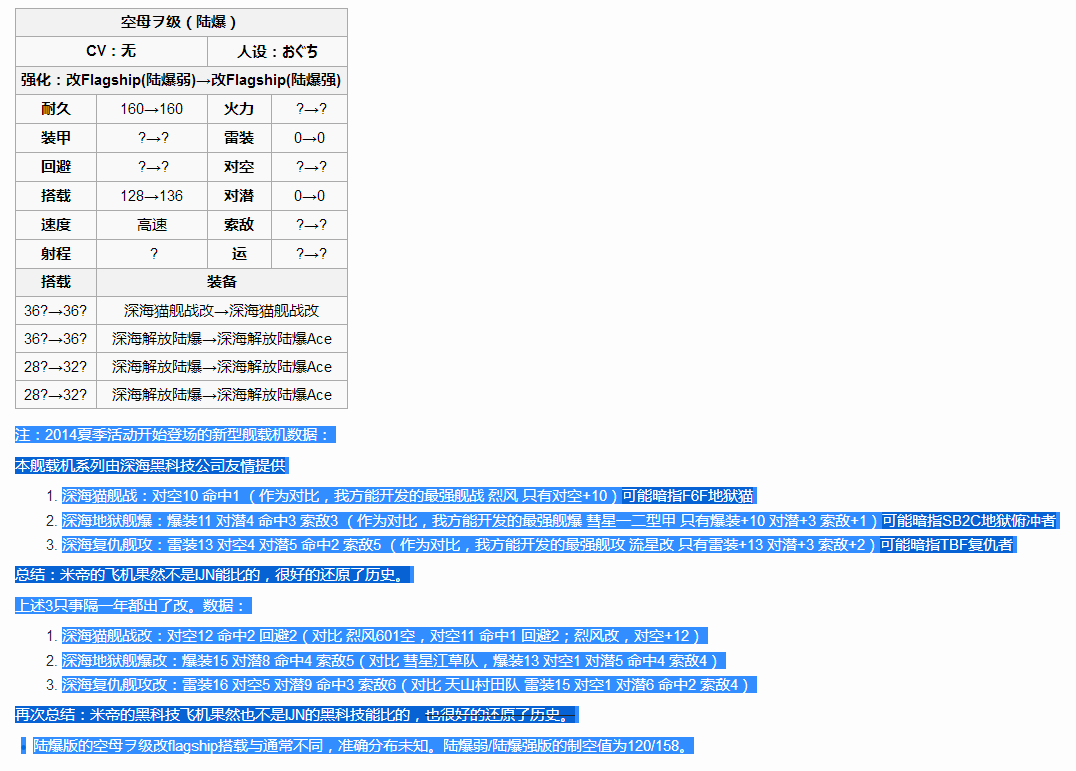 空母ヲ级（陆爆）
CV：无 人设：おぐち
强化：改Flagship(陆爆弱)→改Flagship(陆爆强)
耐久 160→160 火力 ?→?
装甲 ?→? 雷装 0→0
回避 ?→? 对空 ?→?
搭载 128→136 对潜 0→0
速度 高速 索敌 ?→?
射程 ? 运 ?→?
搭载 装备
36?→36? 深海猫舰战改→深海猫舰战改
36?→36? 深海解放陆爆→深海解放陆爆Ace
28?→32? 深海解放陆爆→深海解放陆爆Ace
28?→32? 深海解放陆爆→深海解放陆爆Ace
注：2014夏季活动开始登场的新型舰载机数据：
本舰载机系列由深海黑科技公司友情提供
1. 深海猫舰战：对空10 命中1 （作为对比，我方能开发的最强舰战 烈风 只有对空+10）可能暗指F6F地狱猫
2. 深海地狱舰爆：爆装11 对潜4 命中3 索敌3 （作为对比，我方能开发的最强舰爆 彗星一二型甲 只有爆装+10 对潜+3 索敌+1）可能暗指SB2C地狱俯冲者
3. 深海复仇舰攻：雷装13 对空4 对潜5 命中2 索敌5 （作为对比，我方能开发的最强舰攻 流星改 只有雷装+13 对潜+3 索敌+2）可能暗指TBF复仇者
总结：米帝的飞机果然不是IJN能比的，很好的还原了历史。
上述3只事隔一年都出了改。数据：
1. 深海猫舰战改：对空12 命中2 回避2（对比 烈风601空，对空11 命中1 回避2；烈风改，对空+12）
2. 深海地狱舰爆改：爆装15 对潜8 命中4 索敌5（对比 彗星江草队，爆装13 对空1 对潜5 命中4 索敌4）
3. 深海复仇舰攻改：雷装16 对空5 对潜9 命中3 索敌6（对比 天山村田队 雷装15 对空1 对潜6 命中2 索敌4）
再次总结：米帝的黑科技飞机果然也不是IJN的黑科技能比的，也很好的还原了历史。
陆爆版的空母ヲ级改flagship搭载与通常不同，准确分布未知。陆爆弱/陆爆强版的制空值为120/158。